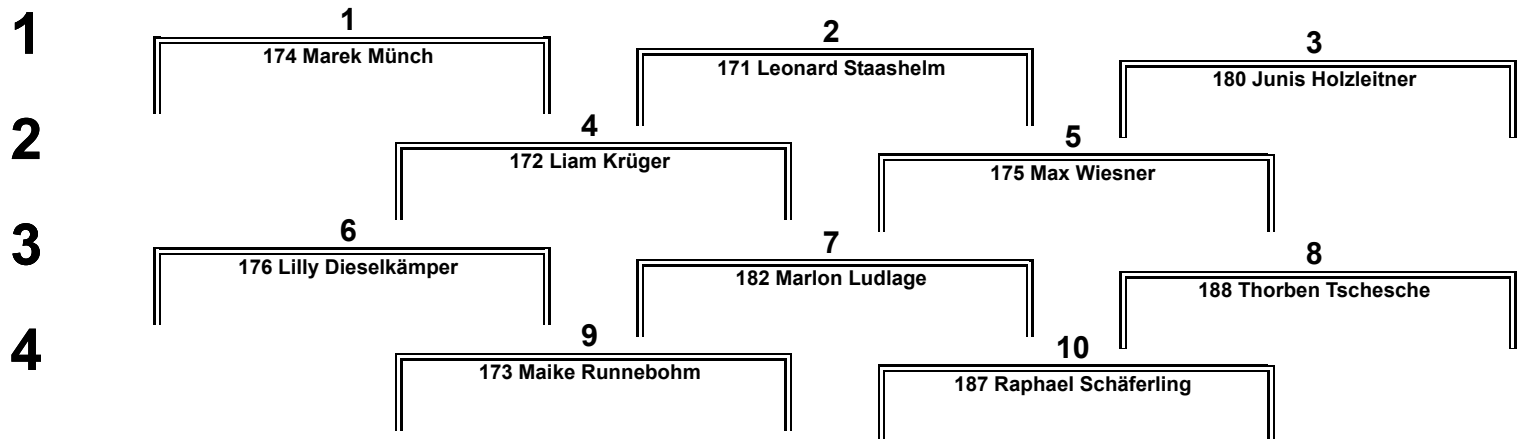 1
1
2
3
174 Marek Münch
171 Leonard Staashelm
180 Junis Holzleitner
2
4
5
172 Liam Krüger
175 Max Wiesner
3
6
7
8
176 Lilly Dieselkämper
182 Marlon Ludlage
188 Thorben Tschesche
4
9
10
173 Maike Runnebohm
187 Raphael Schäferling